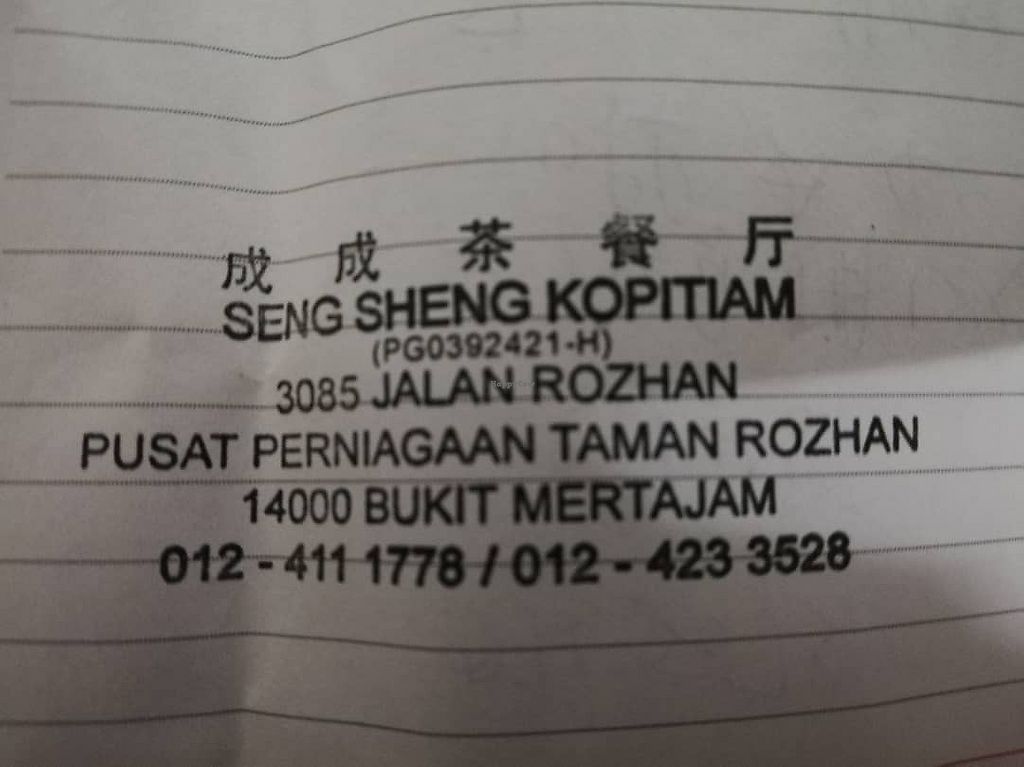 成成茶餐厅
SENG SHENG KOPITIAM
(PG0392421-H)
3085 JALAN ROZHAN
PUSAT PERNIAGAAN TAMAN ROZHAN
14000 BUKIT MERTAJAM
012 - 411 1778 / 012 - 423 3528